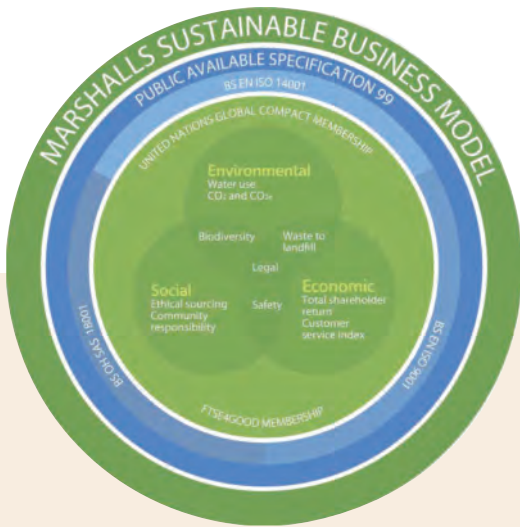 MARSHALLS SUSTAINABLE BUSINESS MODEL
PUBLIC AVAILABLE SPECIFICATION 99
BS EN ISO 14001
UNITED NATIONS GLOBAL COMPACT MEMBERSHIP
Environmental
Water use
CO₂ and CO₂e
Biodiversity
Waste to
landfill
Legal
Social
Ethical sourcing
Community
responsibility
Safety
Economic
Total shareholder
return
Customer
service index
BS OH SAS 18001
BS EN ISO 9001
FTSE4GOOD MEMBERSHIP